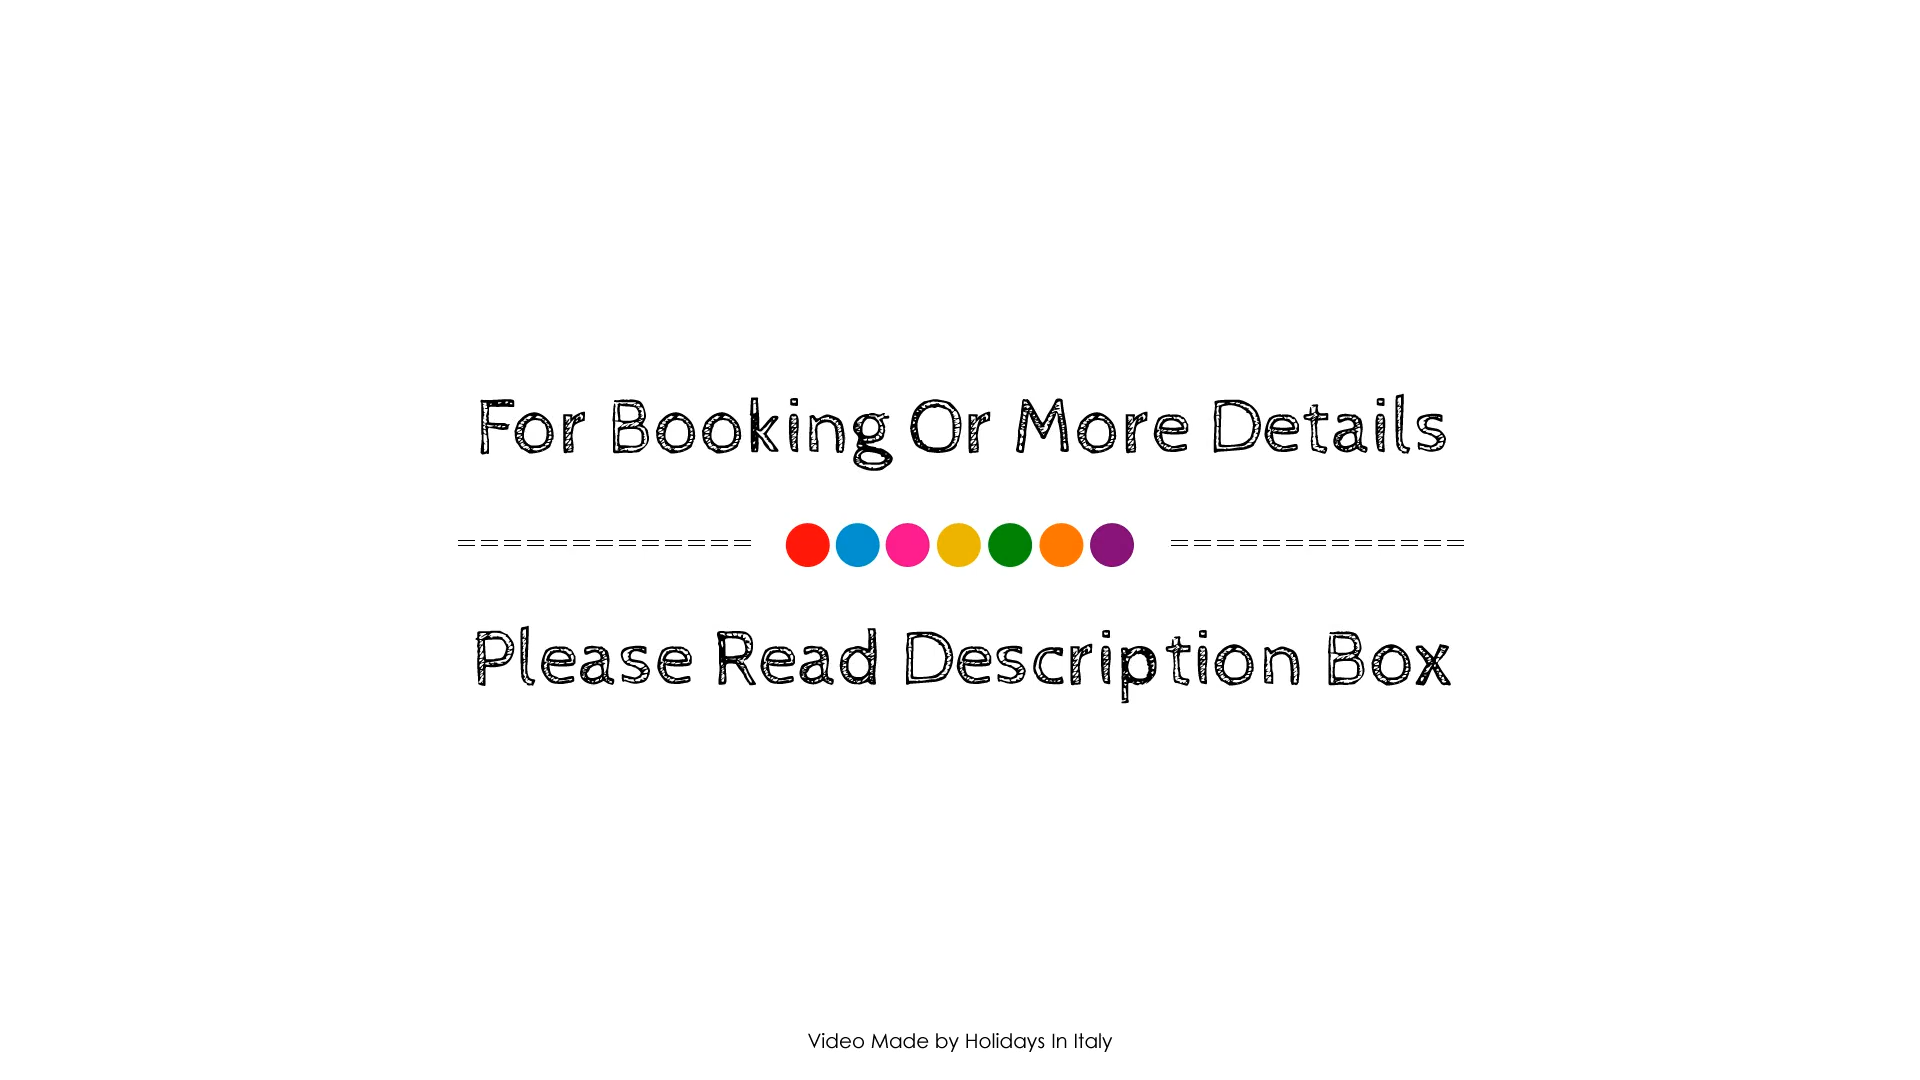 For Booking Or More Details
============= =============
Please Read Description Box
Video Made by Holidays In Italy